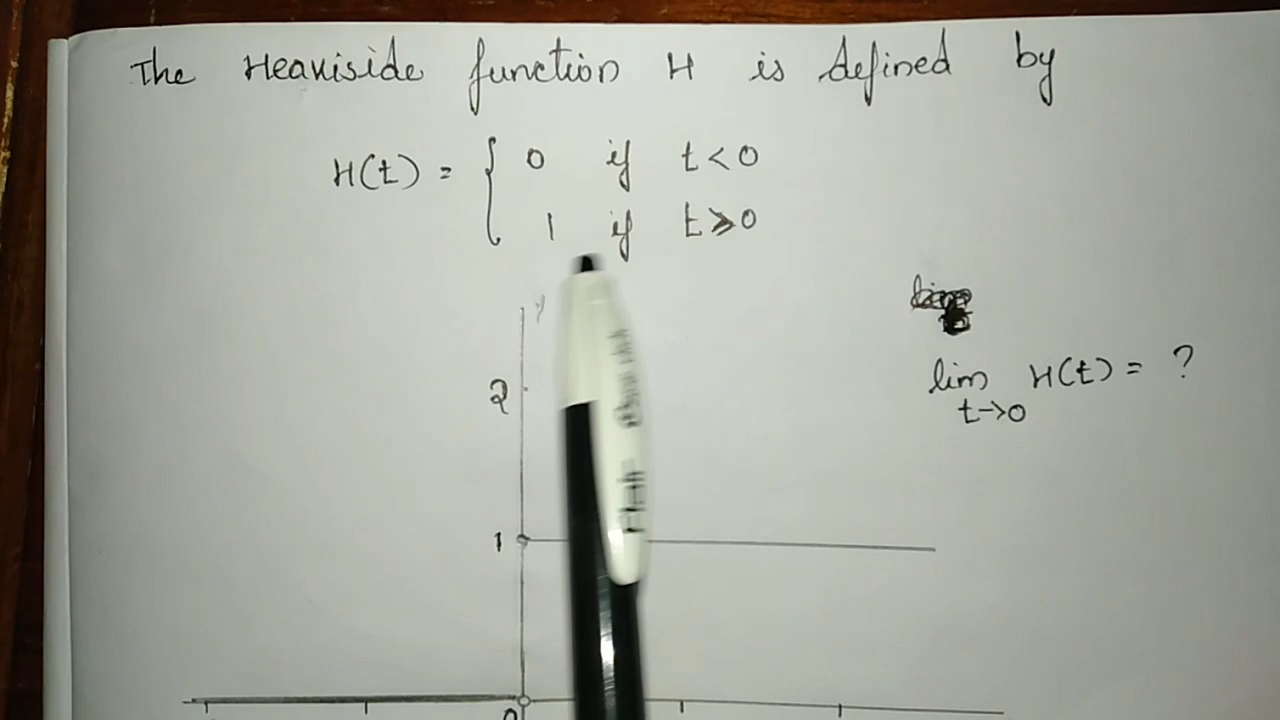 The Heaviside function H is defined by
H(t) = { 0 if t < 0
1 if t ≥ 0
y
lim H(t) = ?
t→0
2
1
0